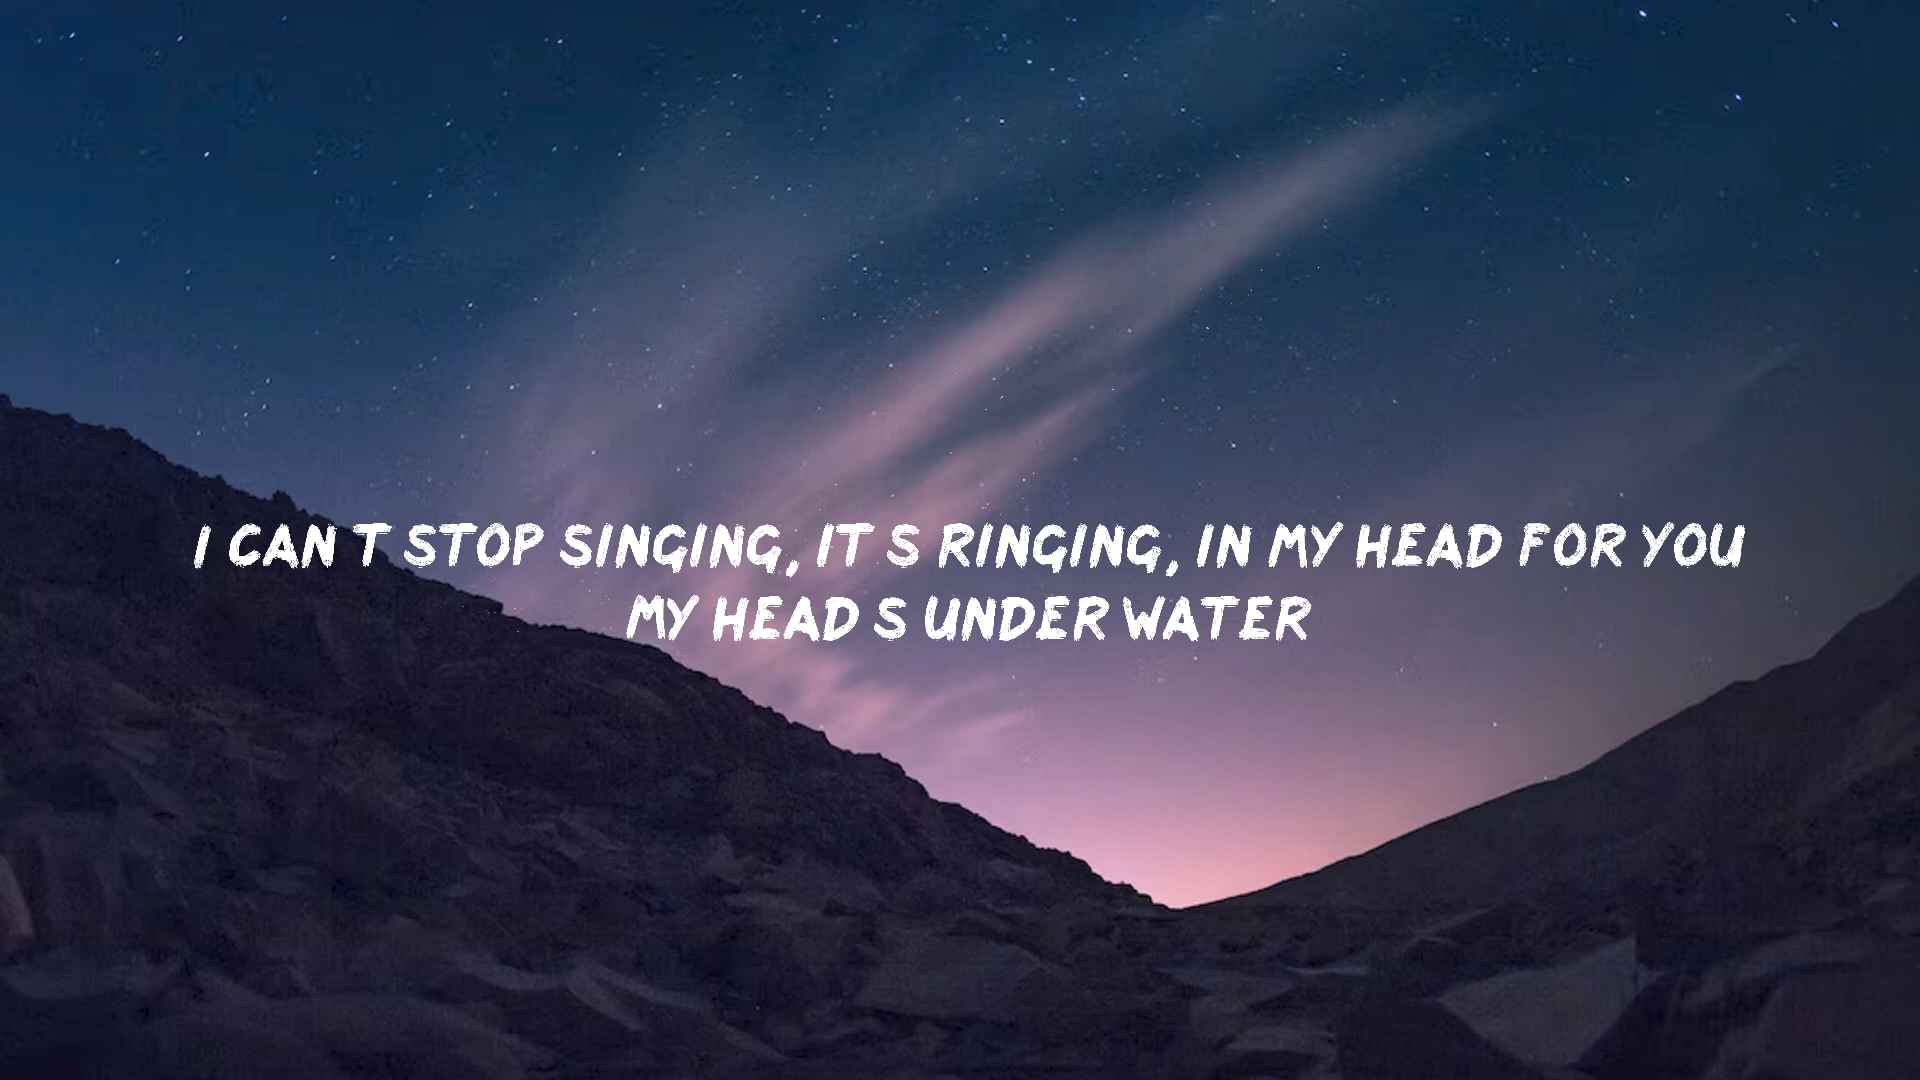 I CAN T STOP SINGING, IT S RINGING, IN MY HEAD FOR YOU
MY HEAD S UNDER WATER